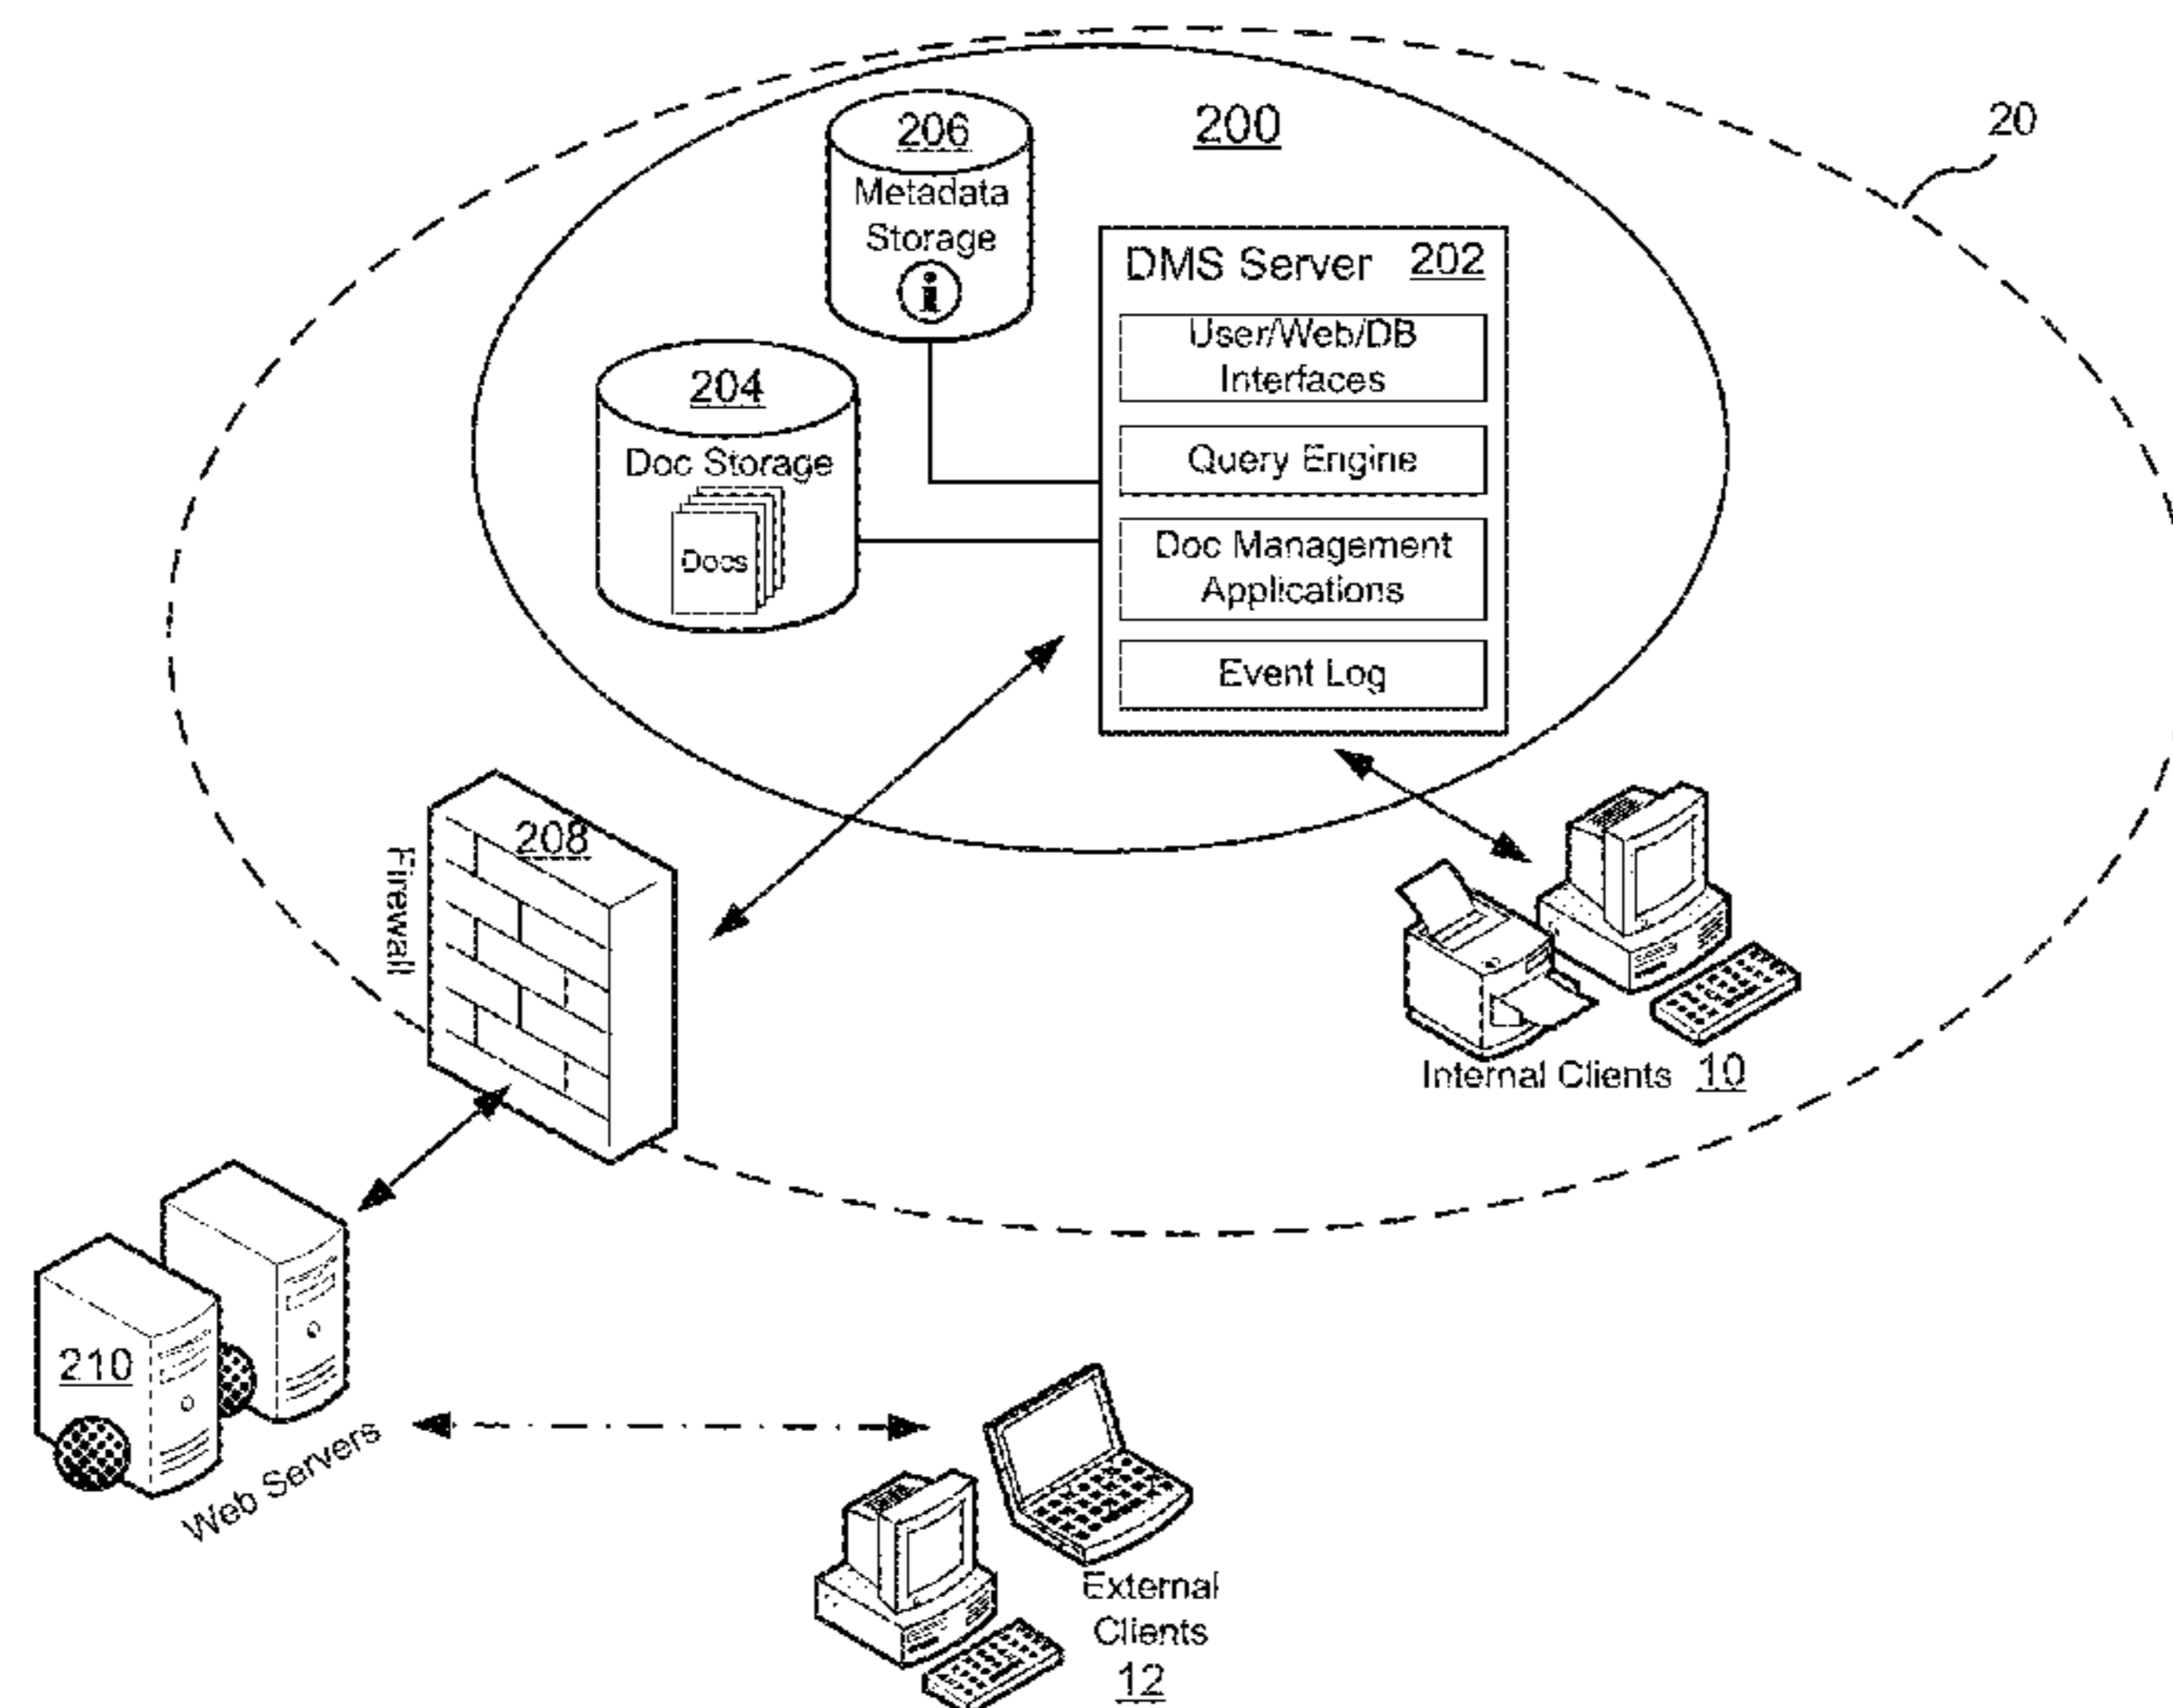 20
200
206
Metadata
Storage
i
DMS Server 202
User/Web/DB
Interfaces
Query Engine
Doc Management
Applications
Event Log
204
Doc Storage
Docs
208
Firewall
Internal Clients 10
210
Web Servers
External
Clients
12